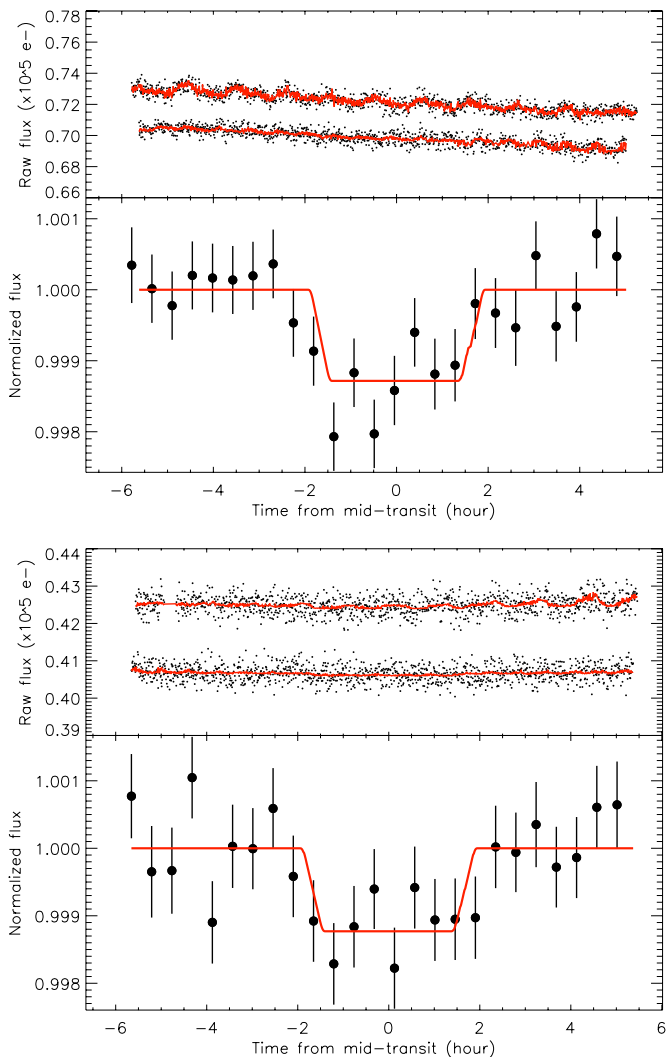 0.78
0.76
0.74
0.72
0.70
0.68
0.66
Raw flux (x10^5 e-)
1.001
1.000
0.999
0.998
Normalized flux
-6 -4 -2 0 2 4
Time from mid-transit (hour)
0.44
0.43
0.42
0.41
0.40
0.39
Raw flux (x10^5 e-)
1.001
1.000
0.999
0.998
Normalized flux
-6 -4 -2 0 2 4 6
Time from mid-transit (hour)